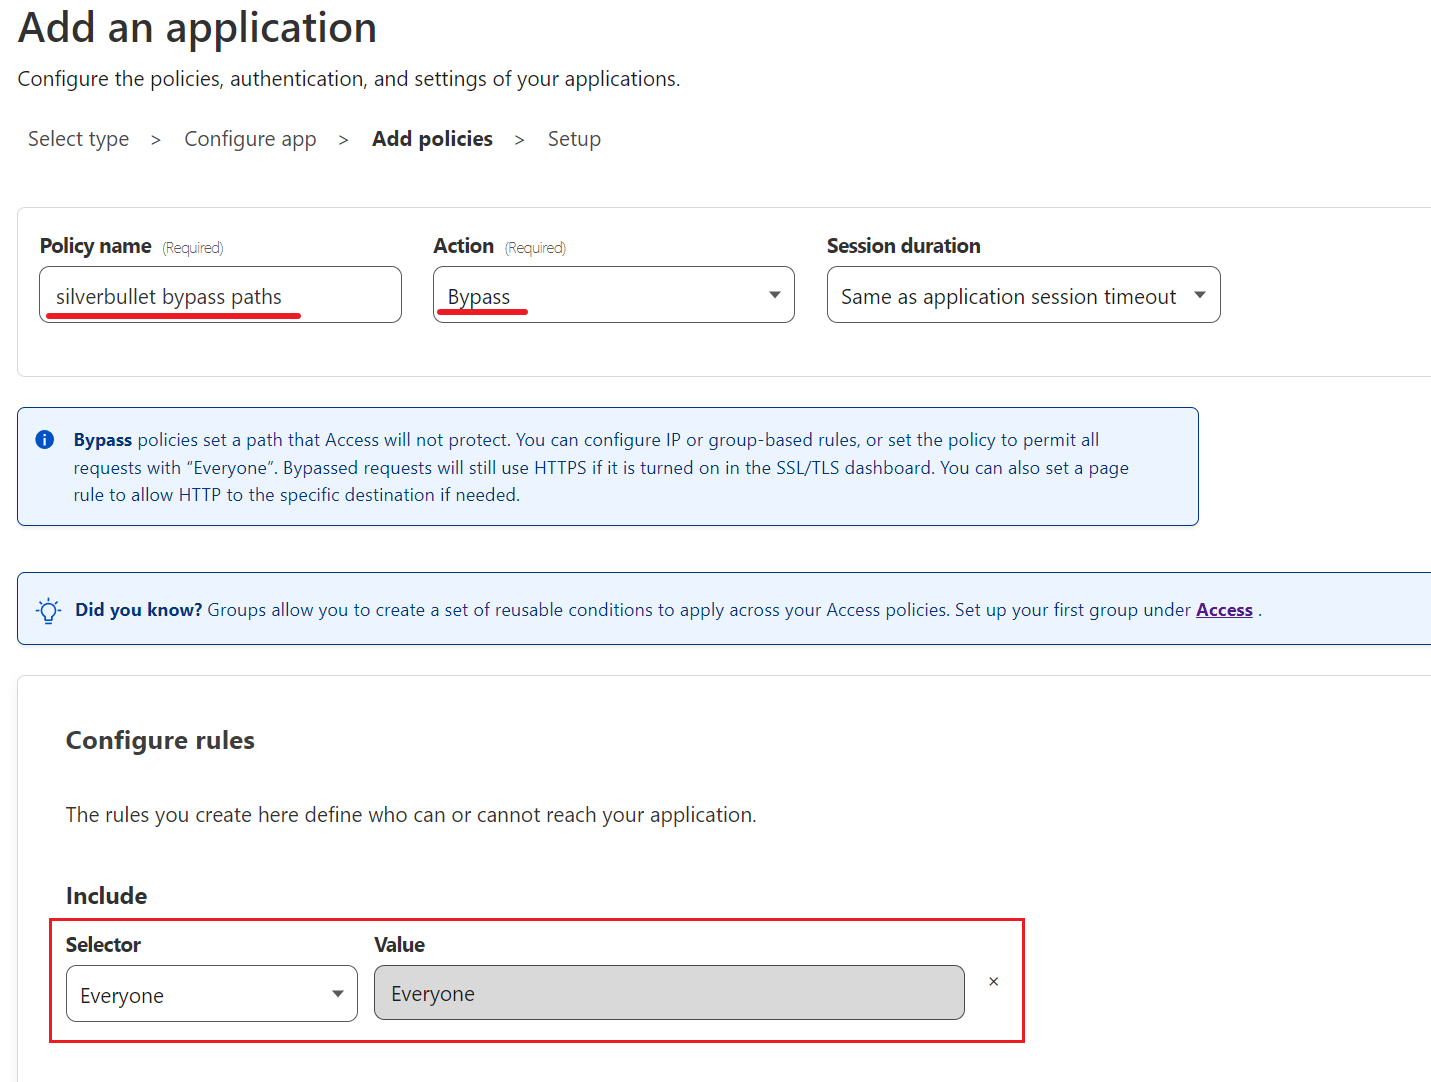 Add an application
Configure the policies, authentication, and settings of your applications.
Select type > Configure app > Add policies > Setup
Policy name (Required) Action (Required) Session duration
silverbullet bypass paths Bypass Same as application session timeout
Bypass policies set a path that Access will not protect. You can configure IP or group-based rules, or set the policy to permit all
requests with “Everyone”. Bypassed requests will still use HTTPS if it is turned on in the SSL/TLS dashboard. You can also set a page
rule to allow HTTP to the specific destination if needed.
Did you know? Groups allow you to create a set of reusable conditions to apply across your Access policies. Set up your first group under Access .
Configure rules
The rules you create here define who can or cannot reach your application.
Include
Selector Value
Everyone Everyone ×